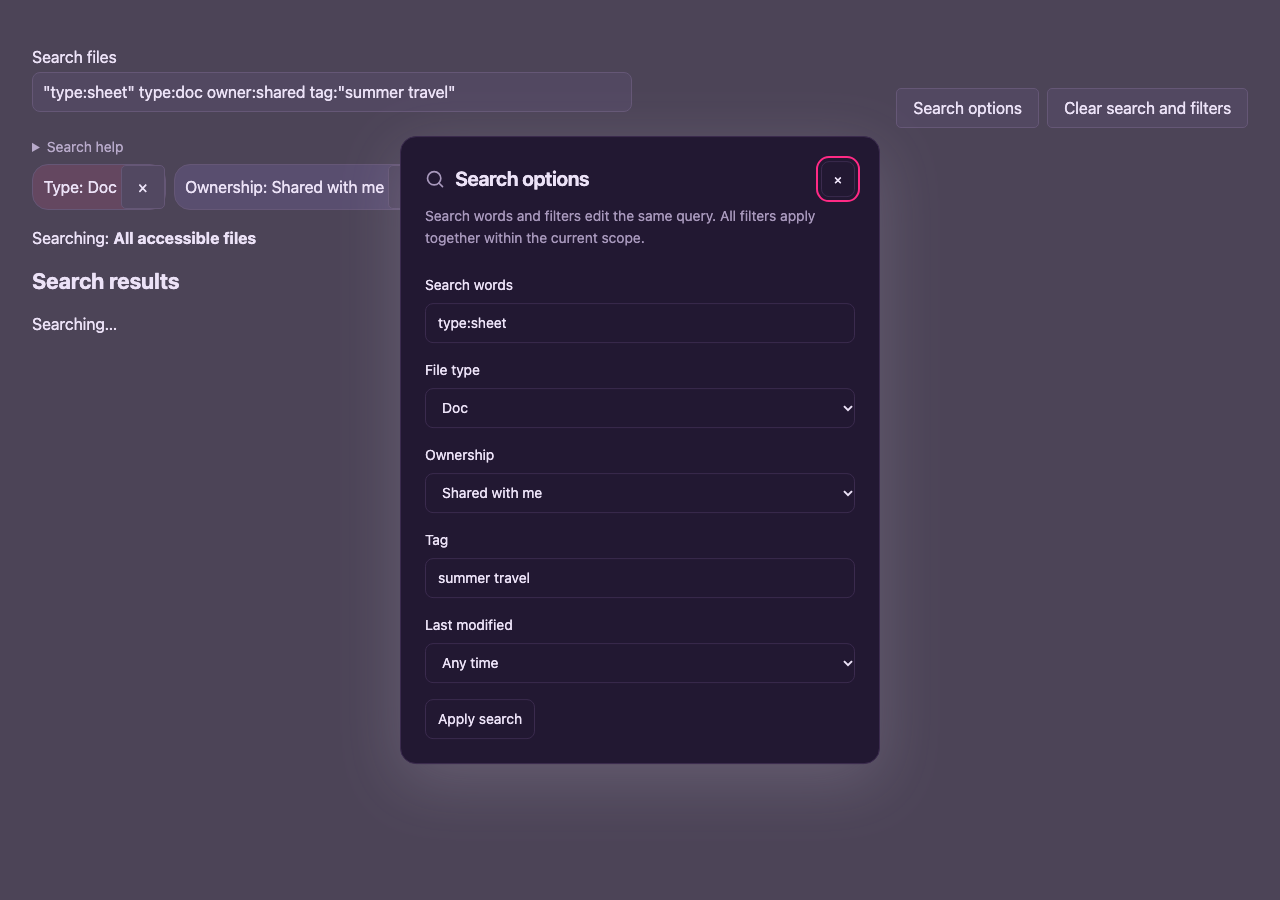 Search files
"type:sheet" type:doc owner:shared tag:"summer travel"
Search options
Clear search and filters
Search help
Type: Doc ×
Ownership: Shared with me
Searching: All accessible files
Search results
Searching...
Search options
×
Search words and filters edit the same query. All filters apply
together within the current scope.
Search words
type:sheet
File type
Doc
Ownership
Shared with me
Tag
summer travel
Last modified
Any time
Apply search